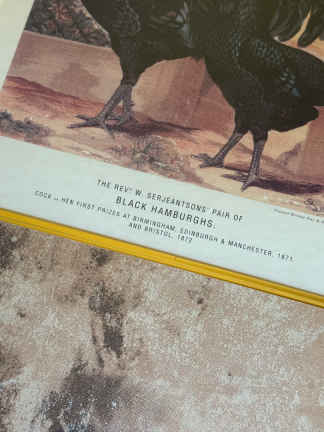 THE REVD W. SERJEANTSONS' PAIR OF
BLACK HAMBURGHS.
COCK AND HEN FIRST PRIZES AT BIRMINGHAM, EDINBURGH & MANCHESTER, 1871.
AND BRISTOL, 1872